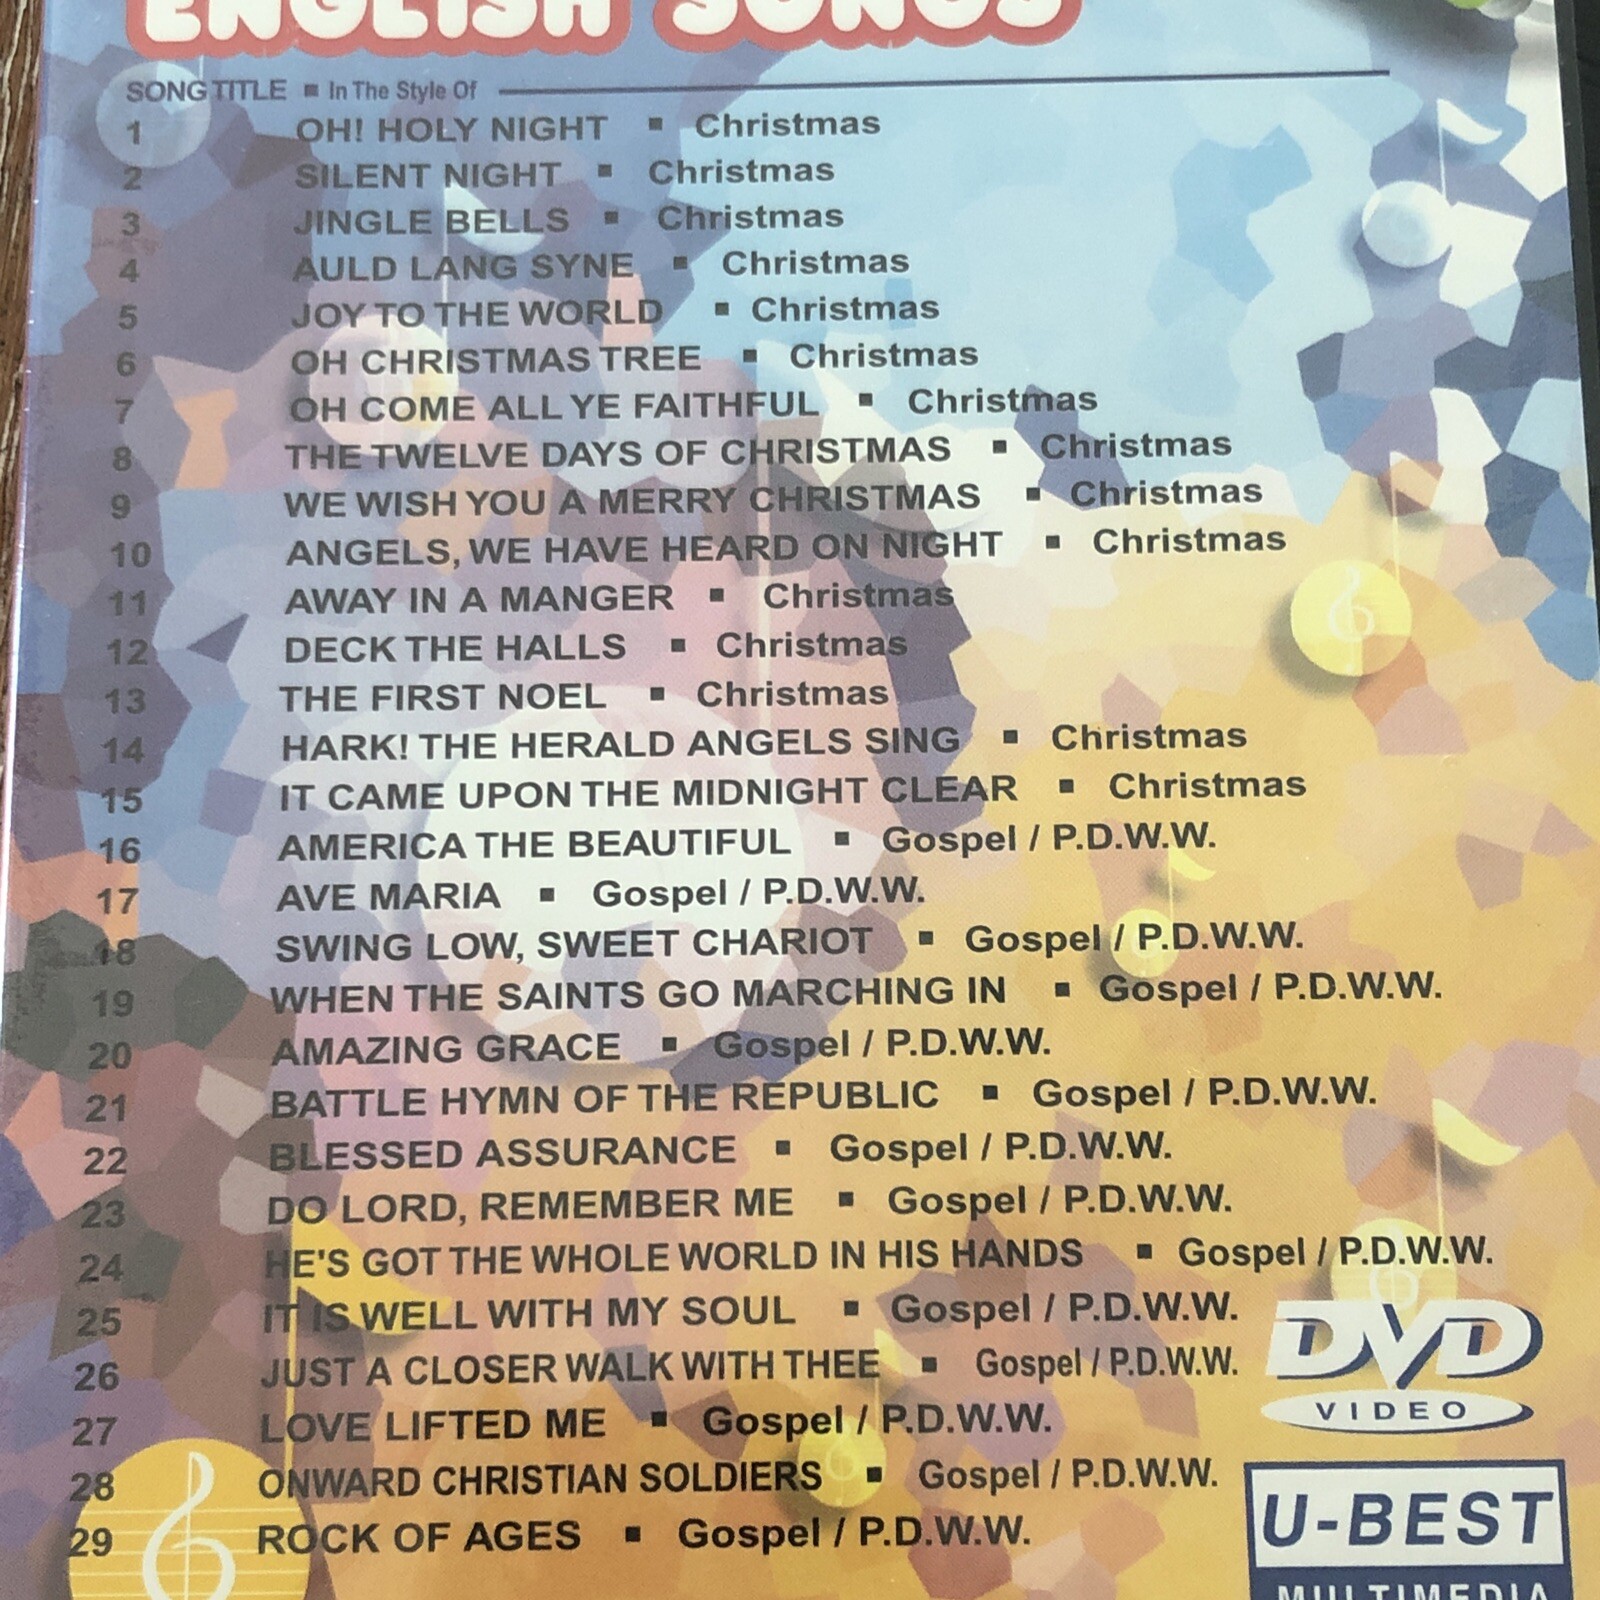 ENGLISH SONGS
SONG TITLE ■ In The Style Of
1 OH! HOLY NIGHT ■ Christmas
2 SILENT NIGHT ■ Christmas
3 JINGLE BELLS ■ Christmas
4 AULD LANG SYNE ■ Christmas
5 JOY TO THE WORLD ■ Christmas
6 OH CHRISTMAS TREE ■ Christmas
7 OH COME ALL YE FAITHFUL ■ Christmas
8 THE TWELVE DAYS OF CHRISTMAS ■ Christmas
9 WE WISH YOU A MERRY CHRISTMAS ■ Christmas
10 ANGELS, WE HAVE HEARD ON NIGHT ■ Christmas
11 AWAY IN A MANGER ■ Christmas
12 DECK THE HALLS ■ Christmas
13 THE FIRST NOEL ■ Christmas
14 HARK! THE HERALD ANGELS SING ■ Christmas
15 IT CAME UPON THE MIDNIGHT CLEAR ■ Christmas
16 AMERICA THE BEAUTIFUL ■ Gospel / P.D.W.W.
17 AVE MARIA ■ Gospel / P.D.W.W.
18 SWING LOW, SWEET CHARIOT ■ Gospel / P.D.W.W.
19 WHEN THE SAINTS GO MARCHING IN ■ Gospel / P.D.W.W.
20 AMAZING GRACE ■ Gospel / P.D.W.W.
21 BATTLE HYMN OF THE REPUBLIC ■ Gospel / P.D.W.W.
22 BLESSED ASSURANCE ■ Gospel / P.D.W.W.
23 DO LORD, REMEMBER ME ■ Gospel / P.D.W.W.
24 HE'S GOT THE WHOLE WORLD IN HIS HANDS ■ Gospel / P.D.W.W.
25 IT IS WELL WITH MY SOUL ■ Gospel / P.D.W.W.
26 JUST A CLOSER WALK WITH THEE ■ Gospel / P.D.W.W.
27 LOVE LIFTED ME ■ Gospel / P.D.W.W.
28 ONWARD CHRISTIAN SOLDIERS ■ Gospel / P.D.W.W.
29 ROCK OF AGES ■ Gospel / P.D.W.W.
DVD
VIDEO
U-BEST
MULTIMEDIA